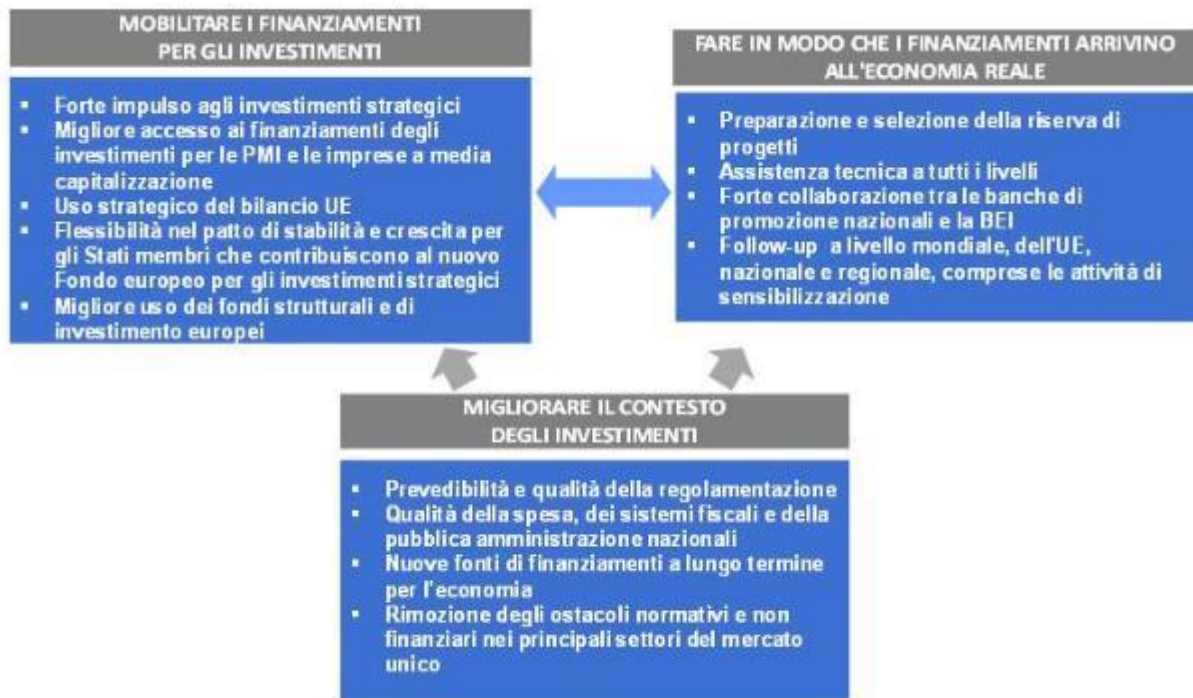 MOBILITARE I FINANZIAMENTI
PER GLI INVESTIMENTI
▪ Forte impulso agli investimenti strategici
▪ Migliore accesso ai finanziamenti degli
investimenti per le PMI e le imprese a media
capitalizzazione
▪ Uso strategico del bilancio UE
▪ Flessibilità nel patto di stabilità e crescita per
gli Stati membri che contribuiscono al nuovo
Fondo europeo per gli investimenti strategici
▪ Migliore uso dei fondi strutturali e di
investimento europei
FARE IN MODO CHE I FINANZIAMENTI ARRIVINO
ALL'ECONOMIA REALE
▪ Preparazione e selezione della riserva di
progetti
▪ Assistenza tecnica a tutti i livelli
▪ Forte collaborazione tra le banche di
promozione nazionali e la BEI
▪ Follow-up a livello mondiale, dell'UE,
nazionale e regionale, comprese le attività di
sensibilizzazione
MIGLIORARE IL CONTESTO
DEGLI INVESTIMENTI
▪ Prevedibilità e qualità della regolamentazione
▪ Qualità della spesa, dei sistemi fiscali e della
pubblica amministrazione nazionali
▪ Nuove fonti di finanziamenti a lungo termine
per l'economia
▪ Rimozione degli ostacoli normativi e non
finanziari nei principali settori del mercato
unico